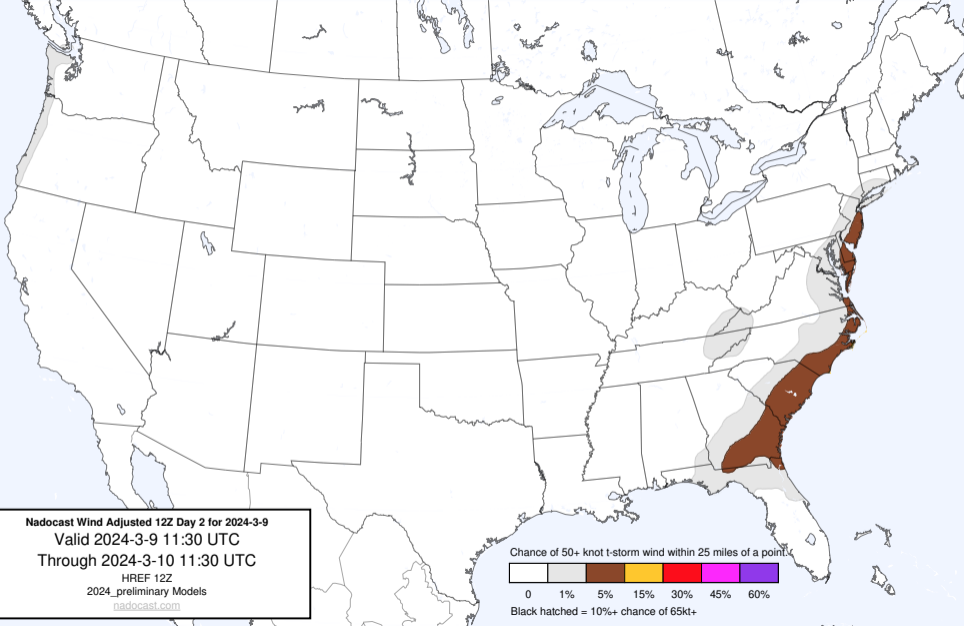 Nadocast Wind Adjusted 12Z Day 2 for 2024-3-9
Valid 2024-3-9 11:30 UTC
Through 2024-3-10 11:30 UTC
HREF 12Z
2024_preliminary Models
nadocast.com
Chance of 50+ knot t-storm wind within 25 miles of a point.
0 1% 5% 15% 30% 45% 60%
Black hatched = 10%+ chance of 65kt+